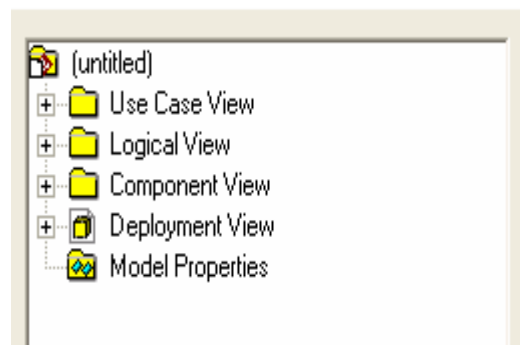 (untitled)
Use Case View
Logical View
Component View
Deployment View
Model Properties